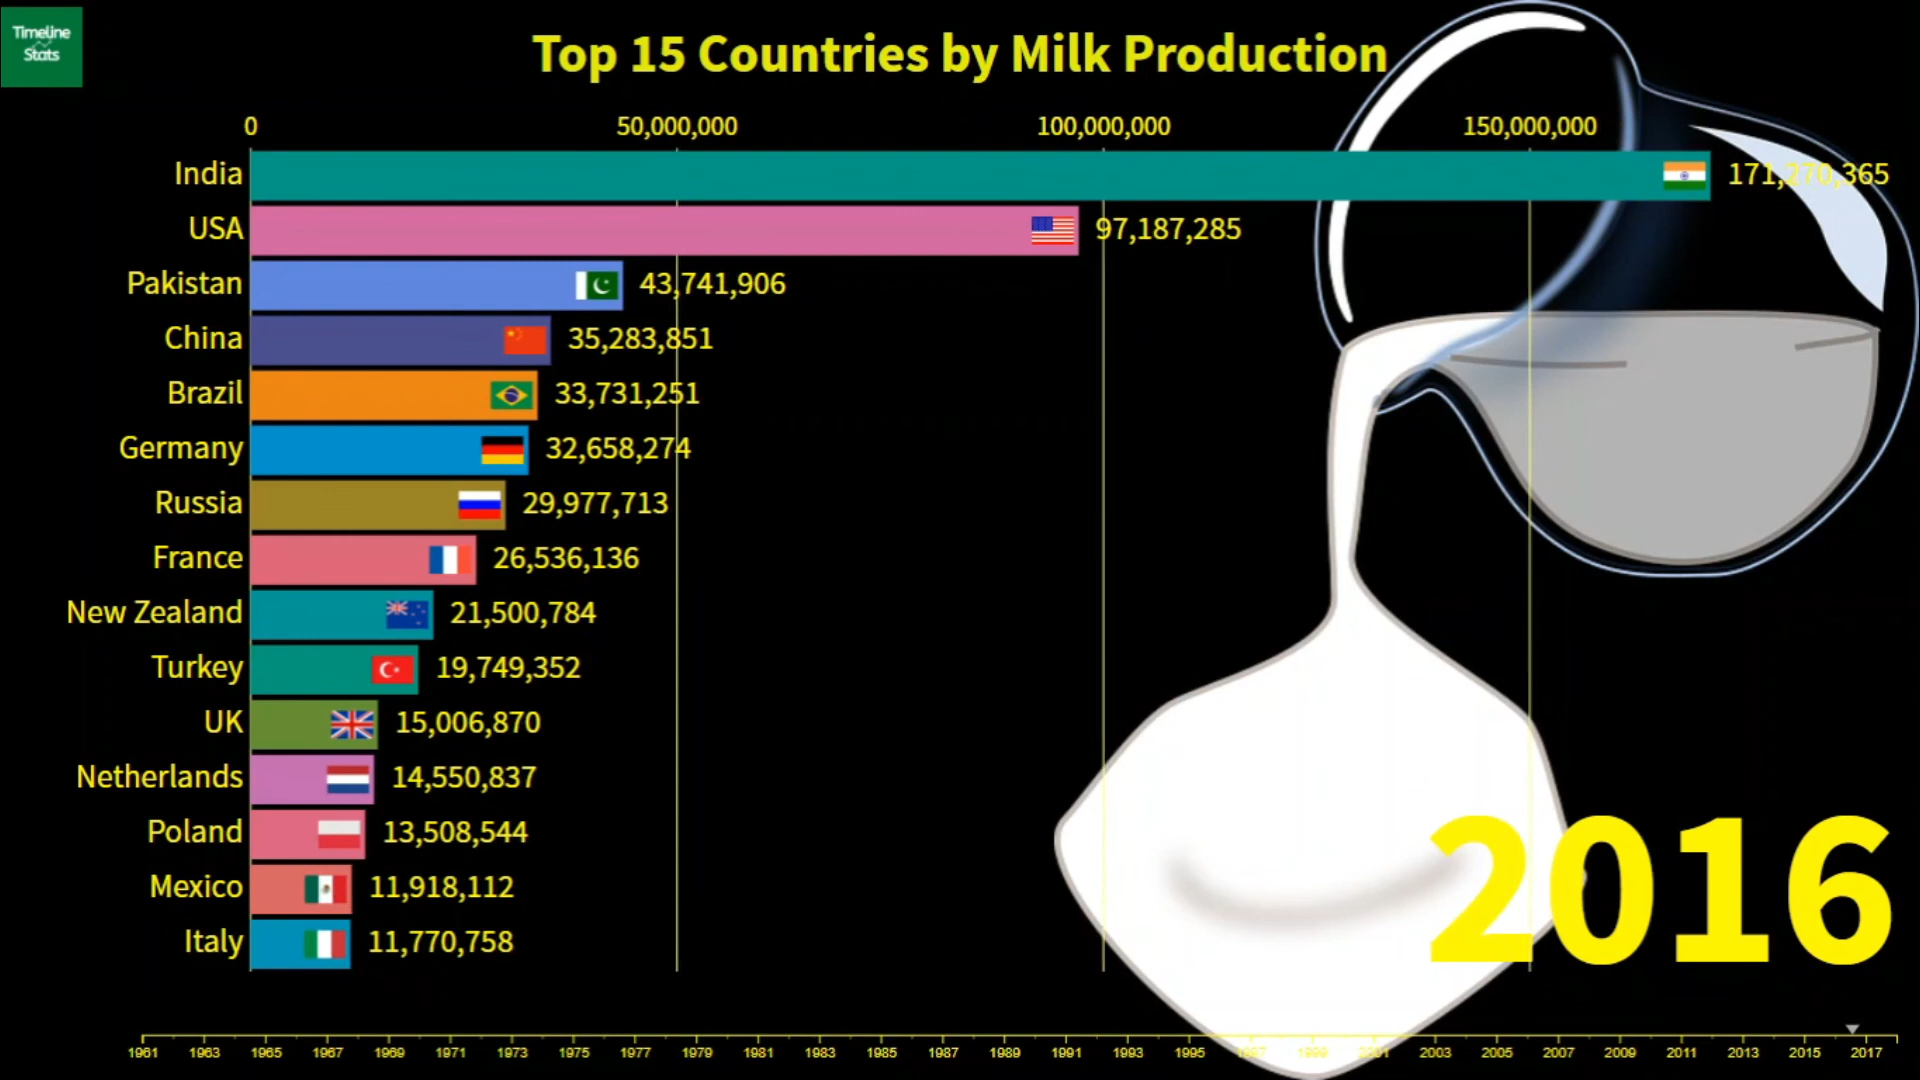 Timeline
Stats
Top 15 Countries by Milk Production
0 50,000,000 100,000,000 150,000,000
India 171,270,365
USA 97,187,285
Pakistan 43,741,906
China 35,283,851
Brazil 33,731,251
Germany 32,658,274
Russia 29,977,713
France 26,536,136
New Zealand 21,500,784
Turkey 19,749,352
UK 15,006,870
Netherlands 14,550,837
Poland 13,508,544
Mexico 11,918,112
Italy 11,770,758
2016
1961 1963 1965 1967 1969 1971 1973 1975 1977 1979 1981 1983 1985 1987 1989 1991 1993 1995 1997 1999 2001 2003 2005 2007 2009 2011 2013 2015 2017